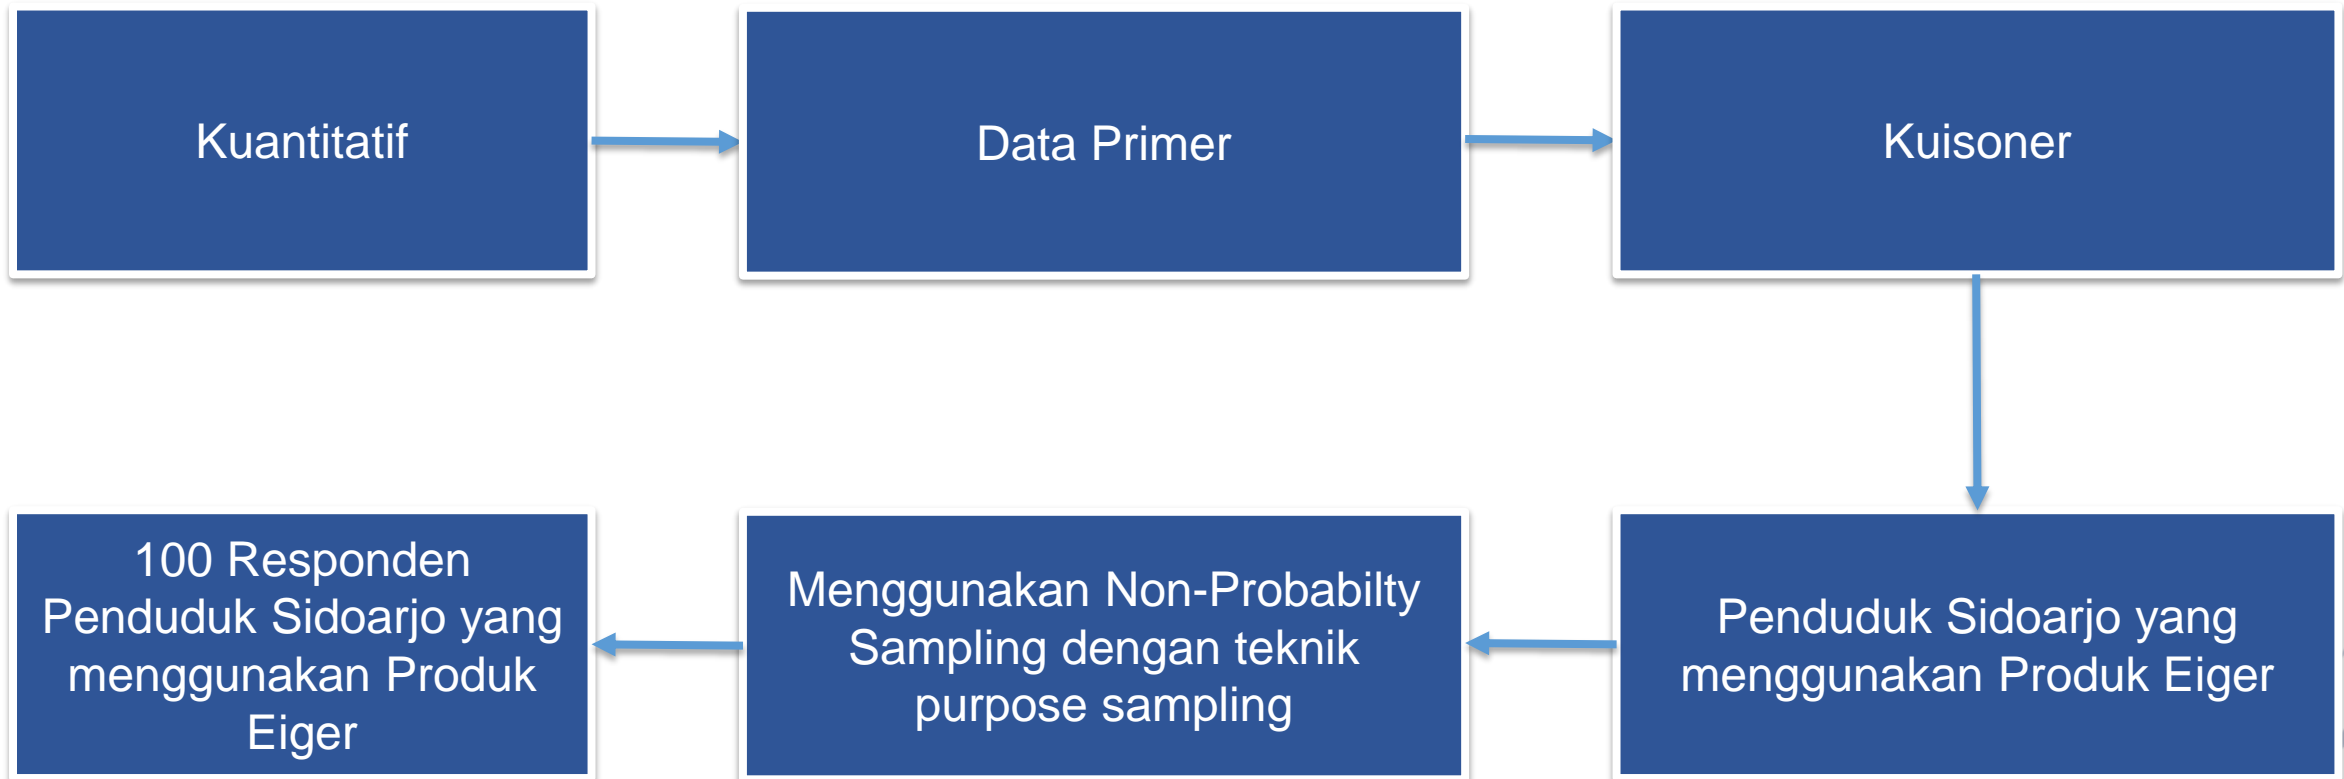 Kuantitatif
Data Primer
Kuisoner
Penduduk Sidoarjo yang
menggunakan Produk Eiger
Menggunakan Non-Probabilty
Sampling dengan teknik
purpose sampling
100 Responden
Penduduk Sidoarjo yang
menggunakan Produk
Eiger